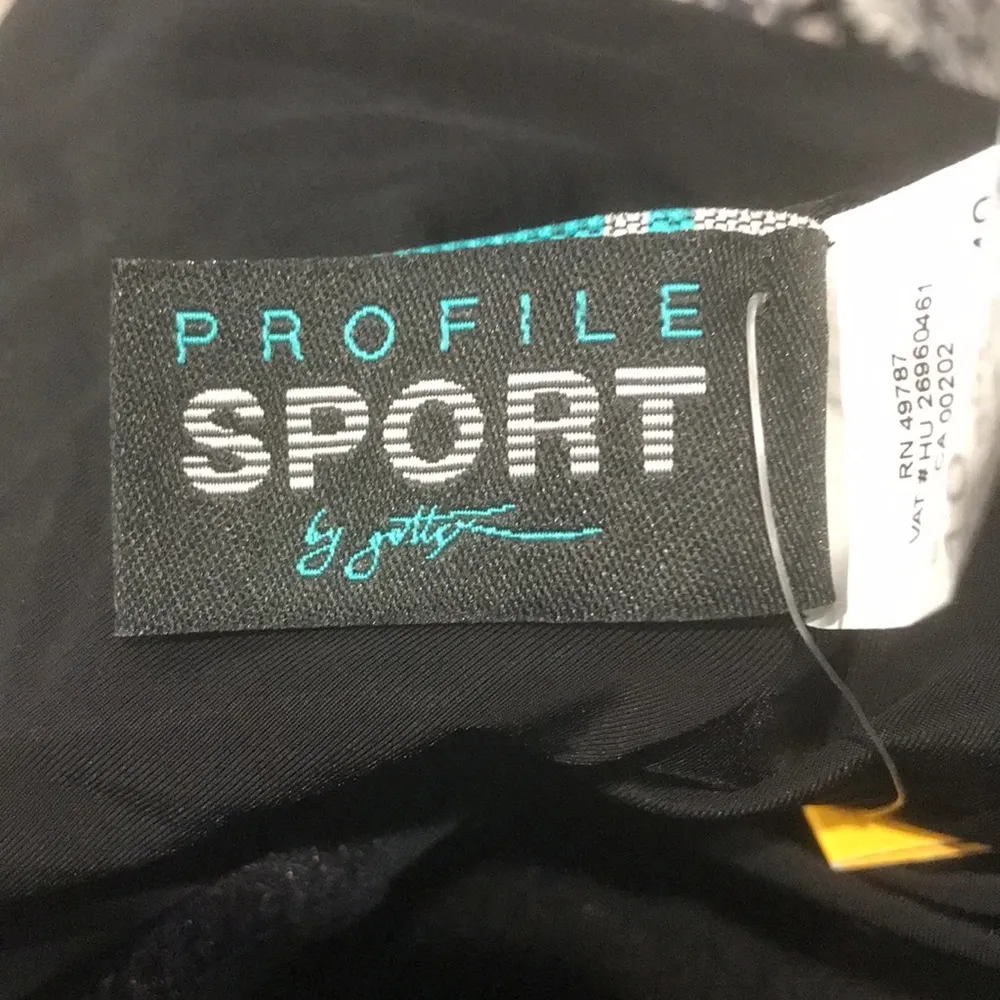 PROFILE
SPORT
by gottex
RN 49787
VAT # HU 26960461
CA 00202